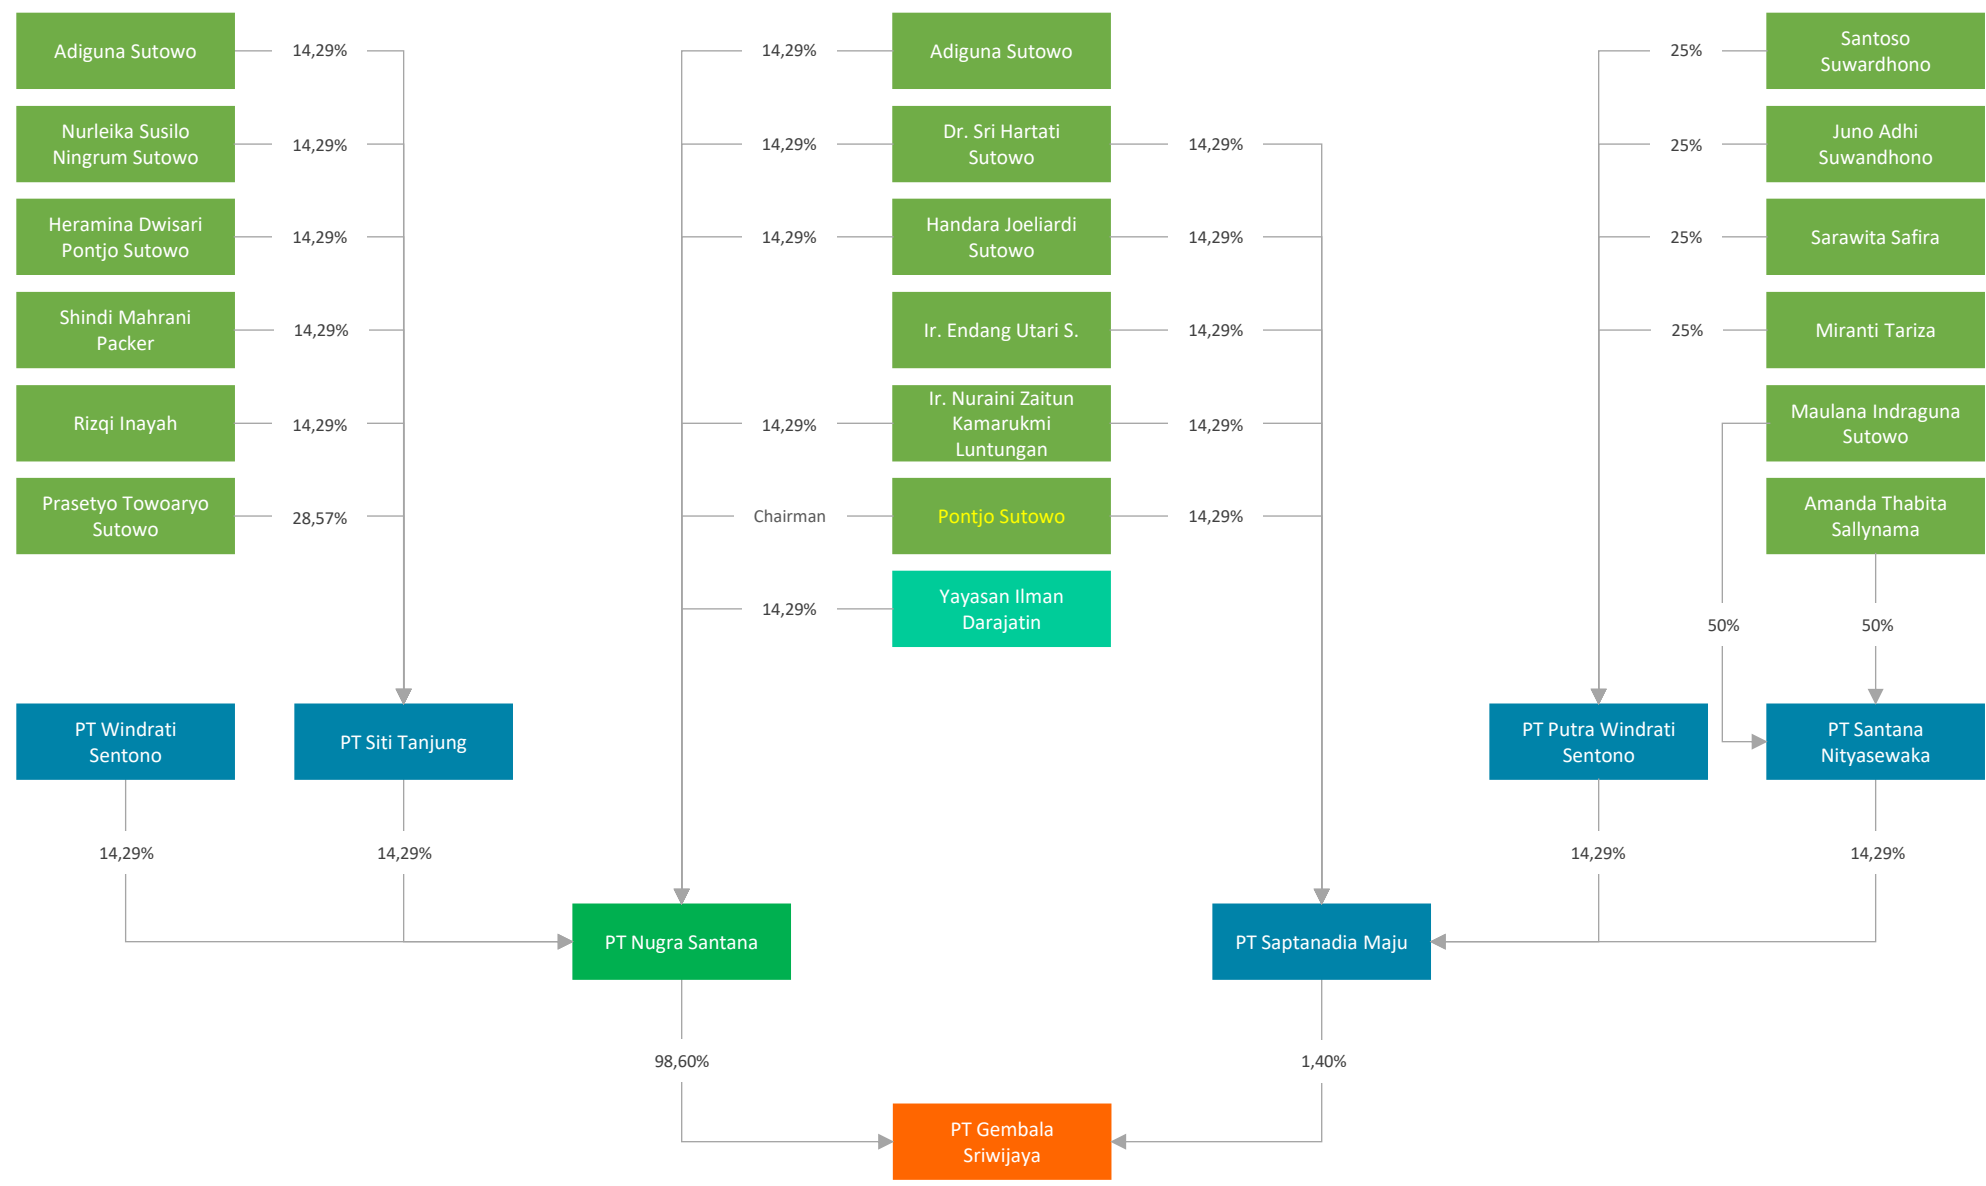 Adiguna Sutowo
14,29%
14,29%
Adiguna Sutowo
25%
Santoso
Suwardhono
Nurleika Susilo
Ningrum Sutowo
14,29%
14,29%
Dr. Sri Hartati
Sutowo
14,29%
25%
Juno Adhi
Suwandhono
Heramina Dwisari
Pontjo Sutowo
14,29%
14,29%
Handara Joeliardi
Sutowo
14,29%
25%
Sarawita Safira
Shindi Mahrani
Packer
14,29%
Ir. Endang Utari S.
14,29%
25%
Miranti Tariza
Rizqi Inayah
14,29%
14,29%
Ir. Nuraini Zaitun
Kamarukmi
Luntungan
14,29%
Maulana Indraguna
Sutowo
Prasetyo Towoaryo
Sutowo
28,57%
Chairman
Pontjo Sutowo
14,29%
Amanda Thabita
Sallynama
14,29%
Yayasan Ilman
Darajatin
50%
50%
PT Windrati
Sentono
PT Siti Tanjung
PT Putra Windrati
Sentono
PT Santana
Nityasewaka
14,29%
14,29%
14,29%
14,29%
PT Nugra Santana
PT Saptanadia Maju
98,60%
1,40%
PT Gembala
Sriwijaya